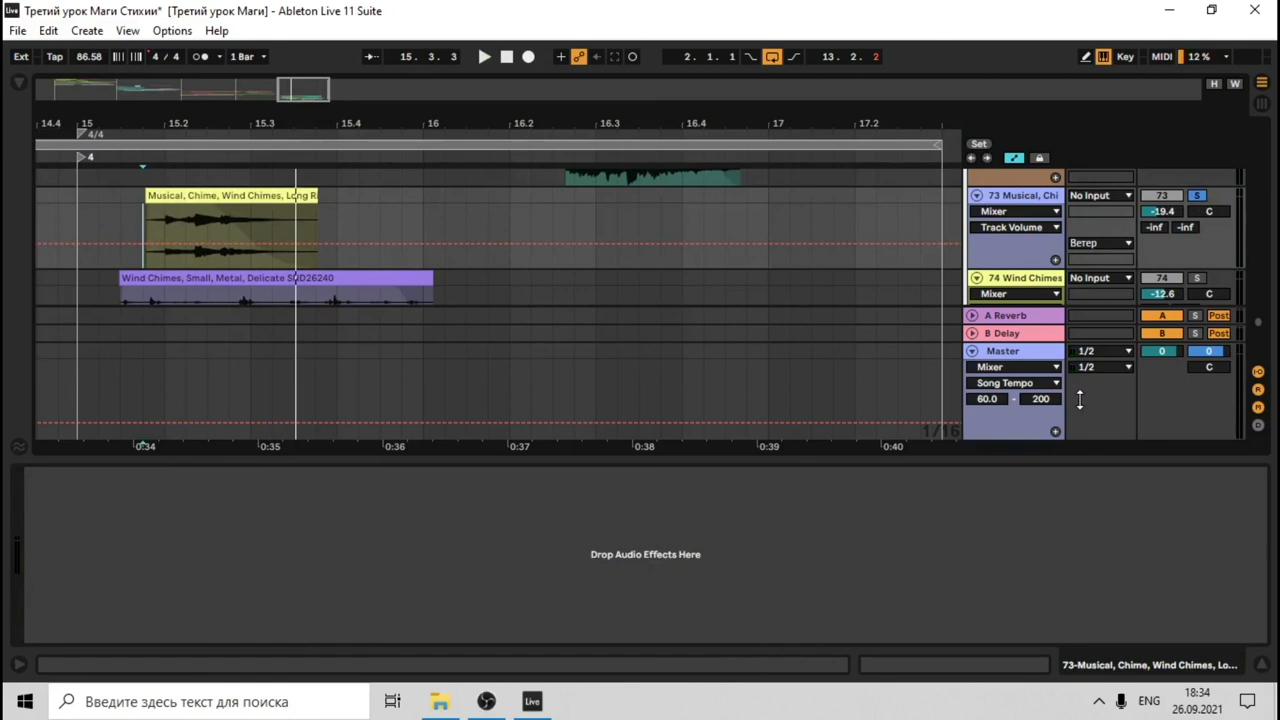 Третий урок Маги Стихии* [Третий урок Маги] - Ableton Live 11 Suite
File Edit Create View Options Help
Ext Tap 86.58 4 / 4 1 Bar 15. 3. 3 2. 1. 1 13. 2. 2 Key MIDI 12 %
H W
14.4 15 15.2 15.3 15.4 16 16.2 16.3 16.4 17 17.2
4/4
Set
4
Musical, Chime, Wind Chimes, Long Ri
73 Musical, Chi No Input 73 S
Mixer -19.4 C
Track Volume -inf -inf
Ветер
Wind Chimes, Small, Metal, Delicate SND26240
74 Wind Chimes No Input 74 S
Mixer -12.6 C
A Reverb A S Post
B Delay B S Post
Master 1/2 0 0
Mixer 1/2 C
Song Tempo
60.0 - 200
1/16
0:34 0:35 0:36 0:37 0:38 0:39 0:40
Drop Audio Effects Here
73-Musical, Chime, Wind Chimes, Lo...
Введите здесь текст для поиска
Live
ENG
18:34
26.09.2021